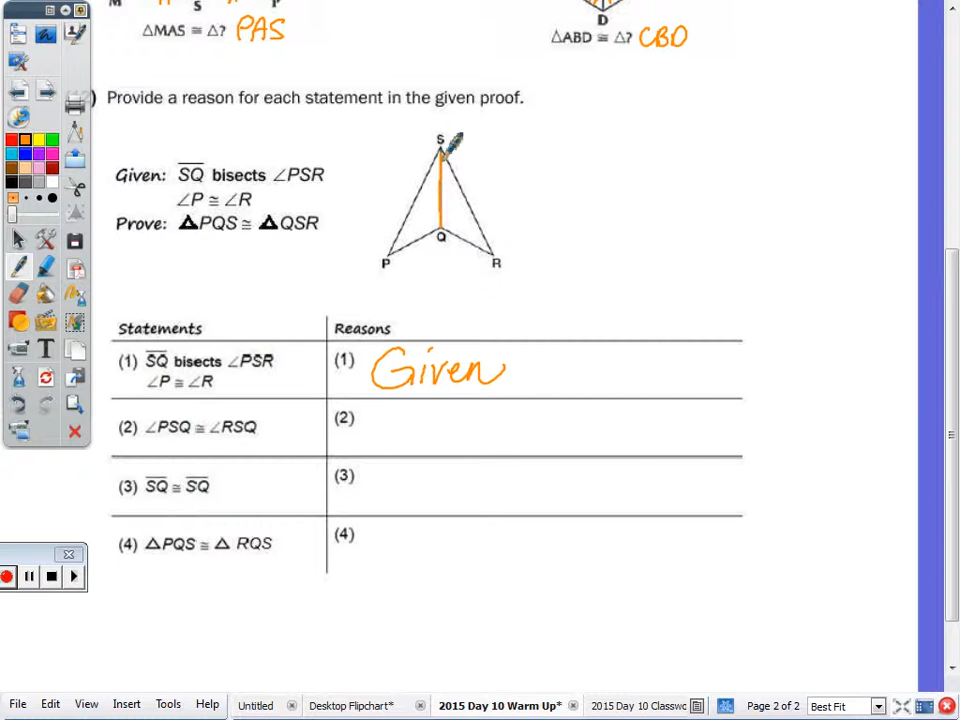 S
△MAS ≅ △? PAS
D
△ABD ≅ △? CBD
) Provide a reason for each statement in the given proof.
S
Given: SQ bisects ∠PSR
∠P ≅ ∠R
Prove: △PQS ≅ △QSR
Q
P
R
Statements
Reasons
(1) SQ bisects ∠PSR
∠P ≅ ∠R
(1) Given
(2) ∠PSQ ≅ ∠RSQ
(2)
(3) SQ ≅ SQ
(3)
(4) △PQS ≅ △ RQS
(4)
File Edit View Insert Tools Help
Untitled
Desktop Flipchart*
2015 Day 10 Warm Up*
2015 Day 10 Classwo
Page 2 of 2
Best Fit